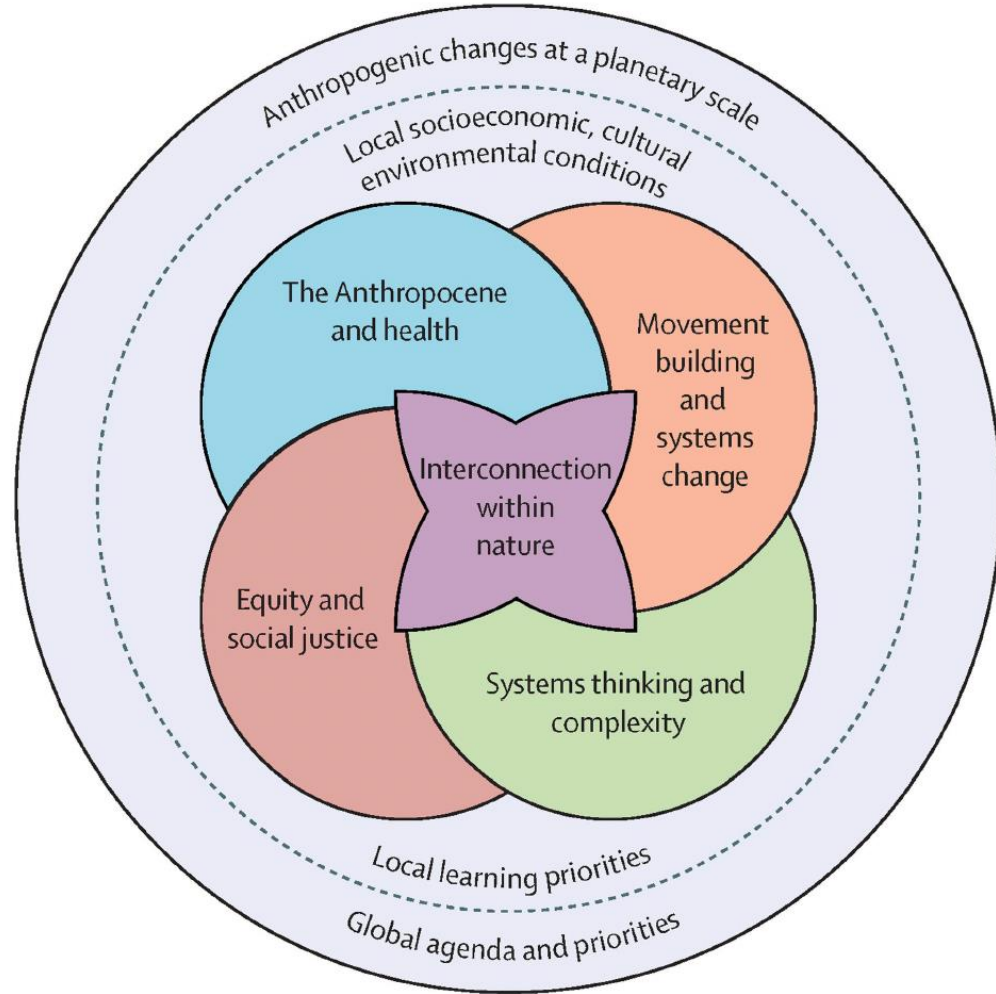 Anthropogenic changes at a planetary scale
Local socioeconomic, cultural
environmental conditions
The Anthropocene
and health
Movement
building
and
systems
change
Interconnection
within
nature
Equity and
social justice
Systems thinking and
complexity
Local learning priorities
Global agenda and priorities